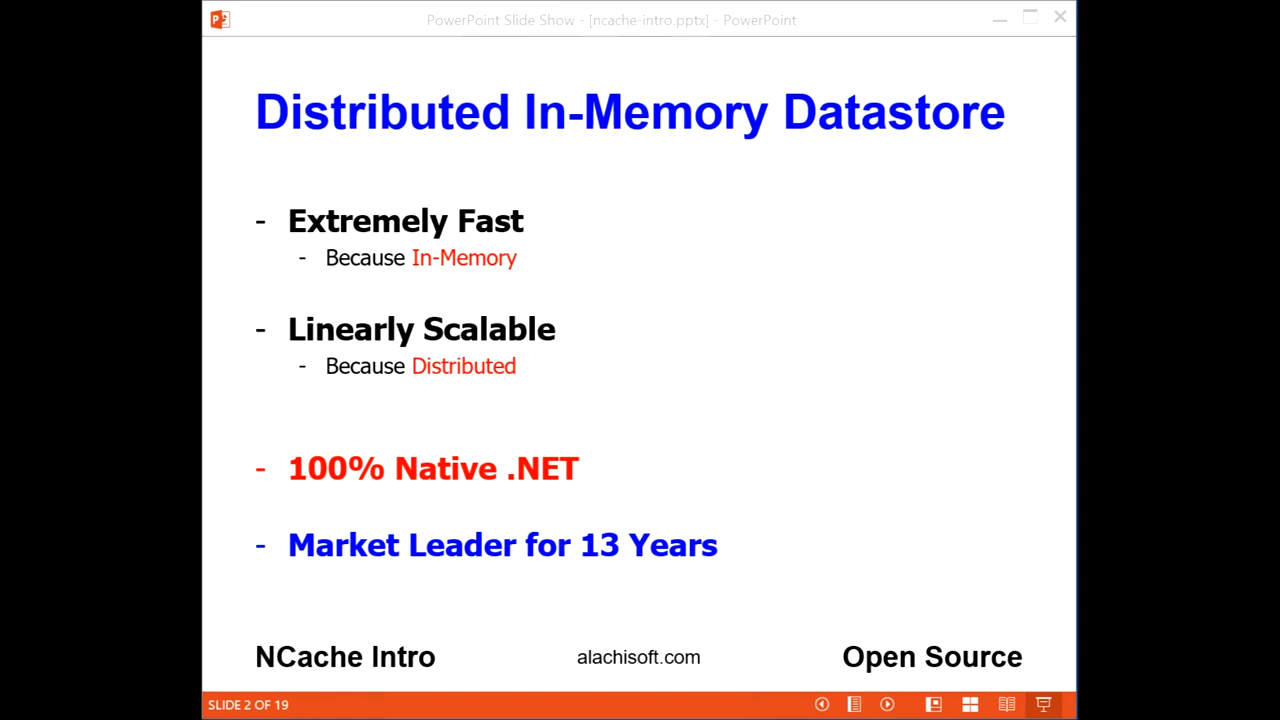 PowerPoint Slide Show - [ncache-intro.pptx] - PowerPoint
Distributed In-Memory Datastore
- Extremely Fast
- Because In-Memory
- Linearly Scalable
- Because Distributed
- 100% Native .NET
- Market Leader for 13 Years
NCache Intro alachisoft.com Open Source
SLIDE 2 OF 19